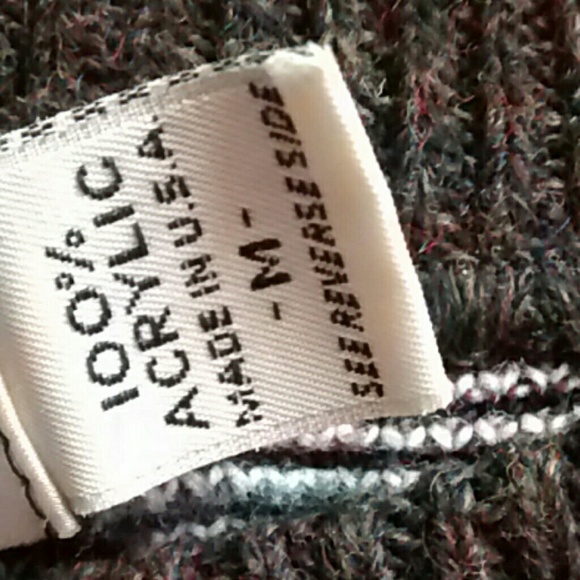 100%
ACRYLIC
MADE IN U.S.A.
- M -
SEE REVERSE SIDE